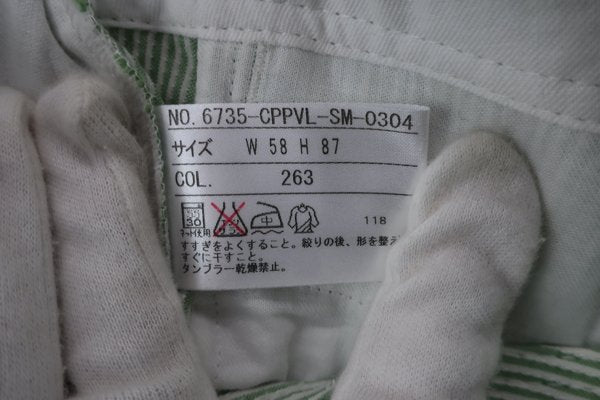 NO. 6735-CPPVL-SM-0304
サイズ W 58 H 87
COL. 263
30
中
118
ネット使用
すすぎをよくすること。絞りの後、形を整え
すぐに干すこと。
タンブラー乾燥禁止。